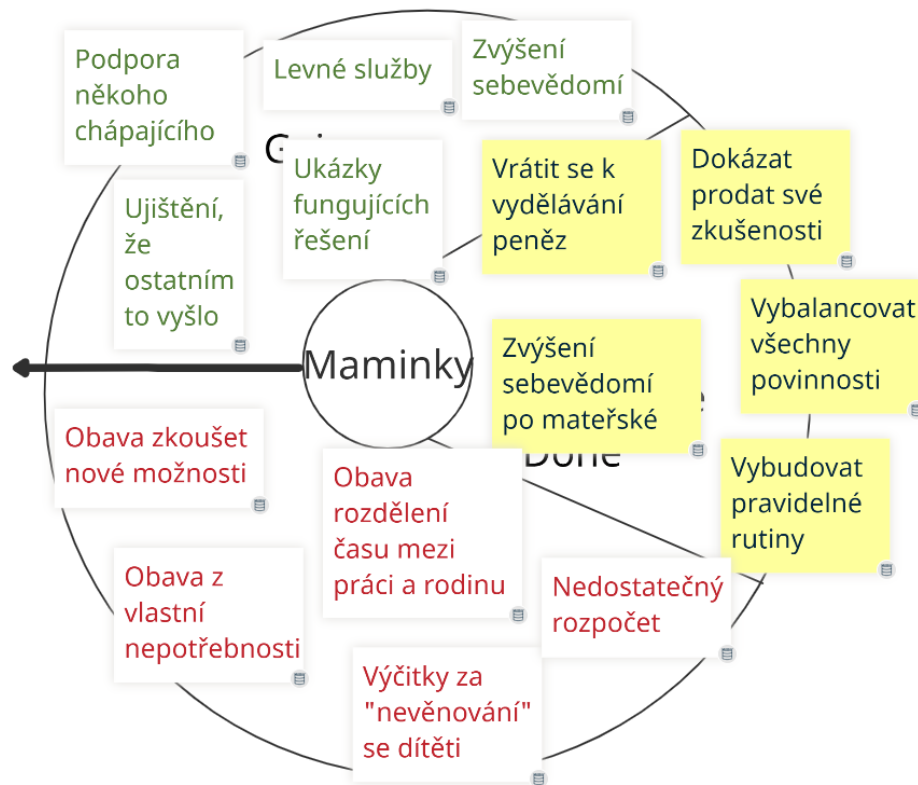 Podpora
někoho
chápajícího
Levné služby
Zvýšení
sebevědomí
Ukázky
fungujících
řešení
Vrátit se k
vydělávání
peněz
Dokázat
prodat své
zkušenosti
Ujištění,
že
ostatním
to vyšlo
Vybalancovat
všechny
povinnosti
Maminky
Zvýšení
sebevědomí
po mateřské
Done
Vybudovat
pravidelné
rutiny
Obava zkoušet
nové možnosti
Obava
rozdělení
času mezi
práci a rodinu
Obava z
vlastní
nepotřebnosti
Nedostatečný
rozpočet
Výčitky za
"nevěnování"
se dítěti